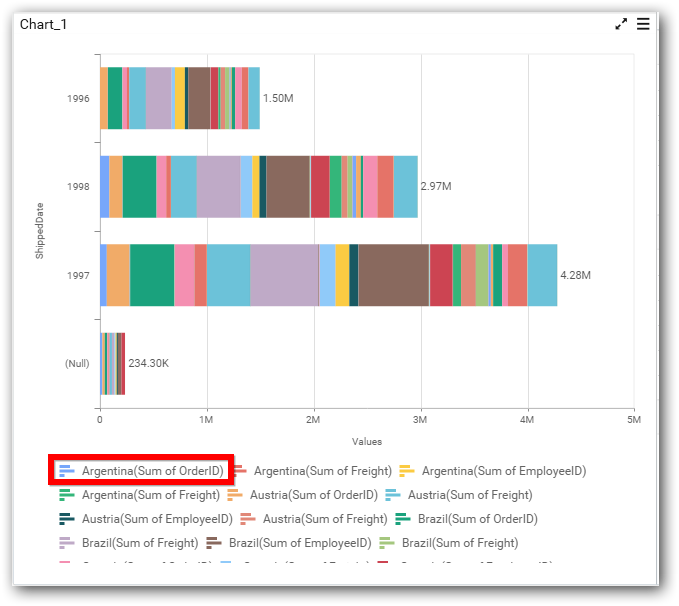 Chart_1
1996
1.50M
1998
2.97M
ShippedDate
1997
4.28M
(Null)
234.30K
0 1M 2M 3M 4M 5M
Values
Argentina(Sum of OrderID) Argentina(Sum of Freight) Argentina(Sum of EmployeeID)
Argentina(Sum of Freight) Austria(Sum of OrderID) Austria(Sum of Freight)
Austria(Sum of EmployeeID) Austria(Sum of Freight) Brazil(Sum of OrderID)
Brazil(Sum of Freight) Brazil(Sum of EmployeeID) Brazil(Sum of Freight)